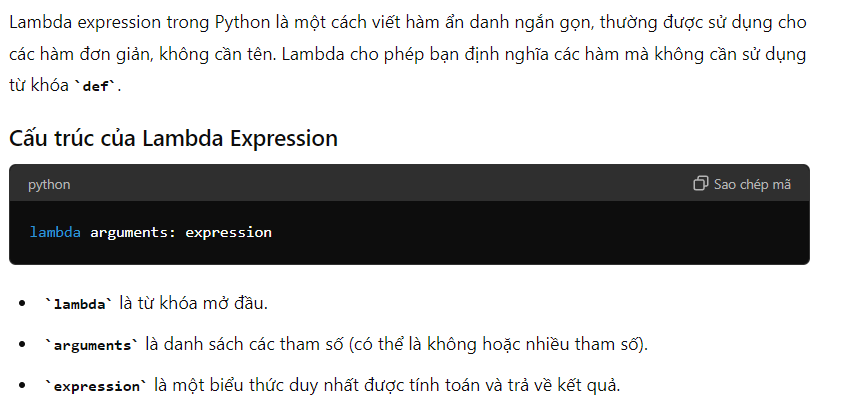 Lambda expression trong Python là một cách viết hàm ẩn danh ngắn gọn, thường được sử dụng cho
các hàm đơn giản, không cần tên. Lambda cho phép bạn định nghĩa các hàm mà không cần sử dụng
từ khóa `def`.
Cấu trúc của Lambda Expression
python
Sao chép mã
lambda arguments: expression
• `lambda` là từ khóa mở đầu.
• `arguments` là danh sách các tham số (có thể là không hoặc nhiều tham số).
• `expression` là một biểu thức duy nhất được tính toán và trả về kết quả.